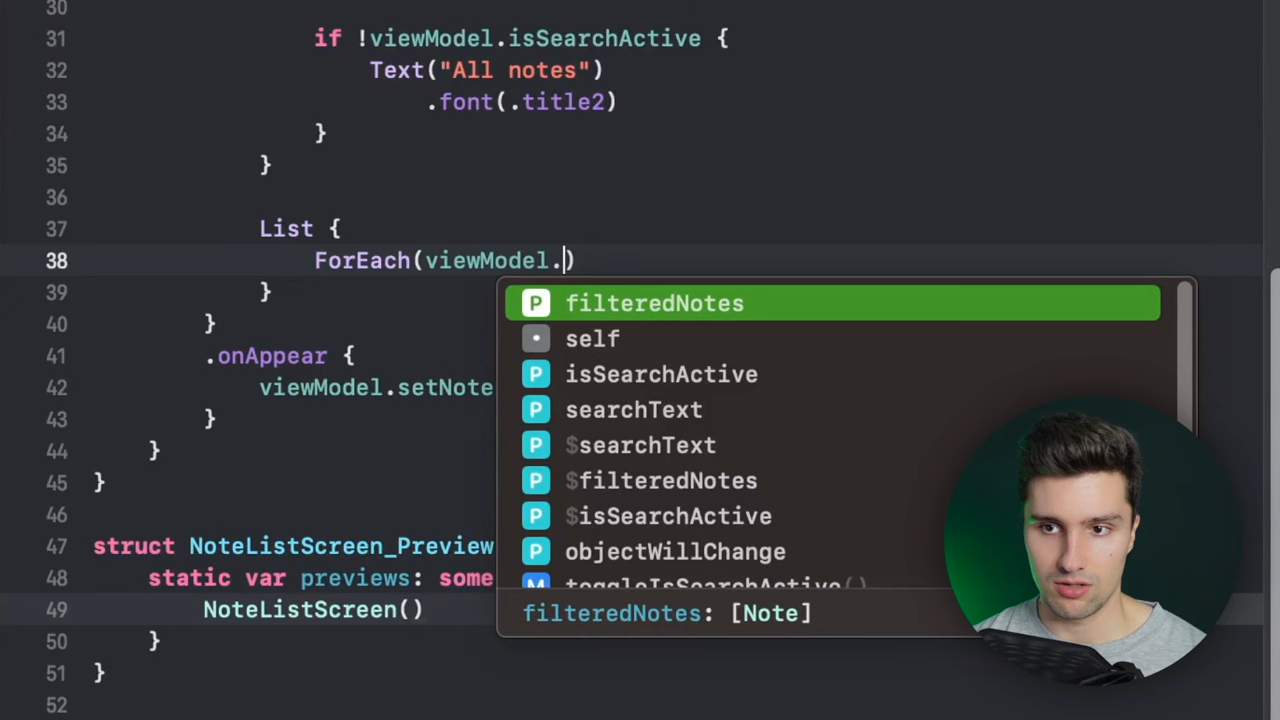 30
31 if !viewModel.isSearchActive {
32 Text("All notes")
33 .font(.title2)
34 }
35 }
36
37 List {
38 ForEach(viewModel.)
39 }
40 }
41 .onAppear {
42 viewModel.setNote
43 }
44 }
45 }
46
47 struct NoteListScreen_Preview
48 static var previews: some
49 NoteListScreen()
50 }
51 }
52
P filteredNotes
self
P isSearchActive
P searchText
P $searchText
P $filteredNotes
P $isSearchActive
P objectWillChange
M toggleIsSearchActive()
filteredNotes: [Note]